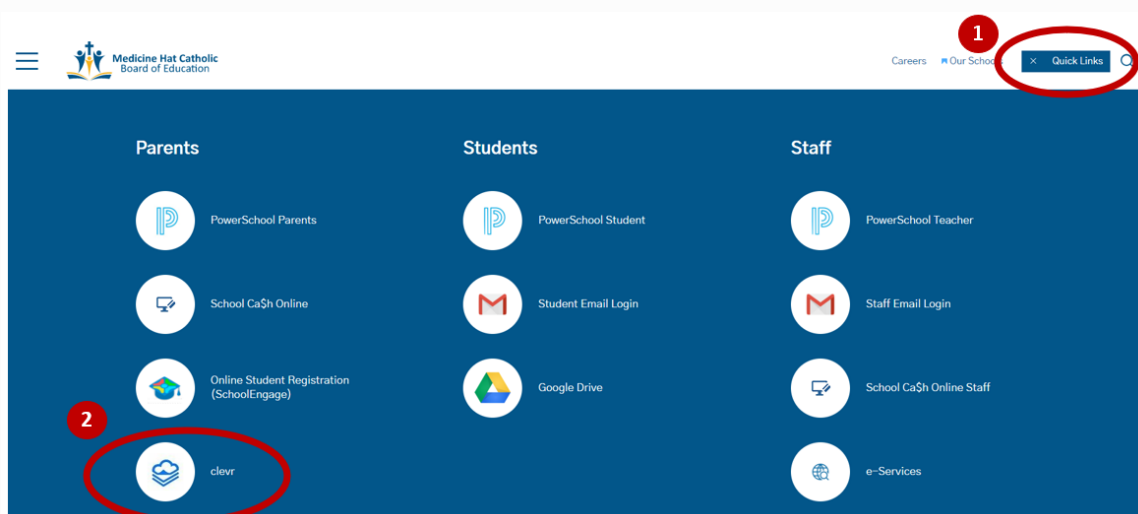 1
Medicine Hat Catholic
Board of Education
Careers
Our Schools
× Quick Links
Parents
PowerSchool Parents
School Ca$h Online
Online Student Registration
(SchoolEngage)
2
clevr
Students
PowerSchool Student
Student Email Login
Google Drive
Staff
PowerSchool Teacher
Staff Email Login
School Ca$h Online Staff
e-Services